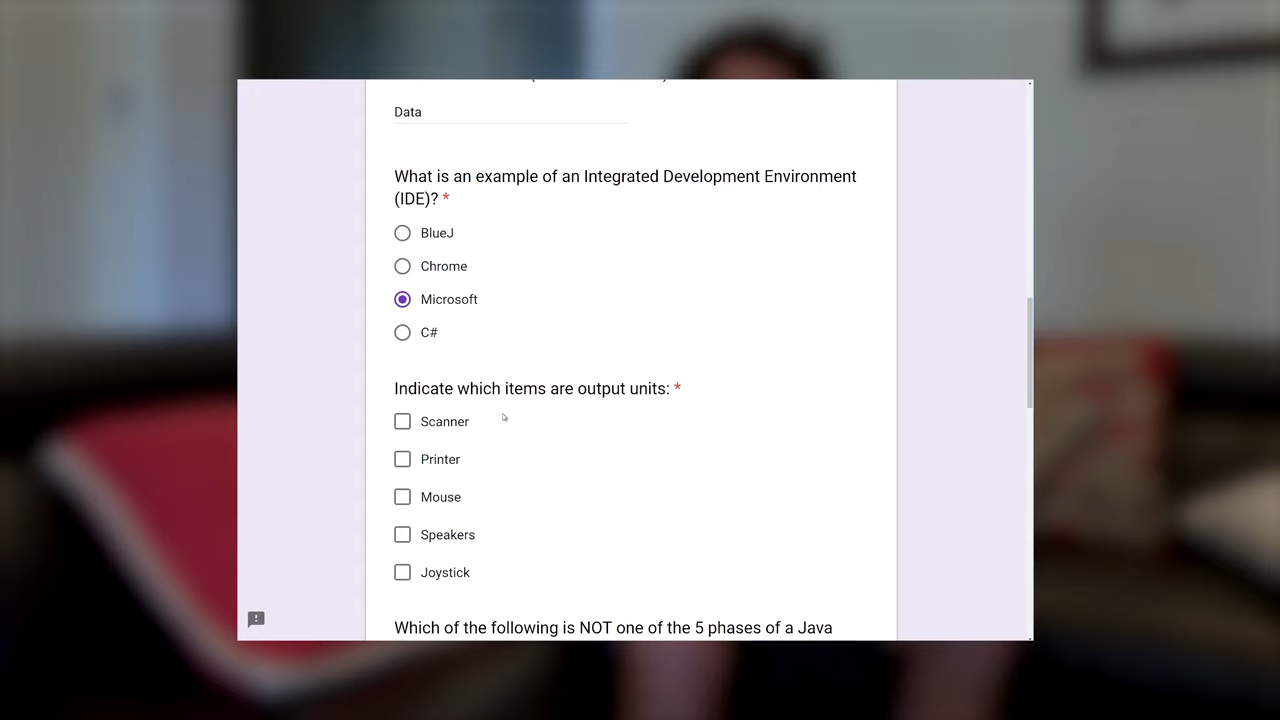 Data
What is an example of an Integrated Development Environment
(IDE)? *
BlueJ
Chrome
Microsoft
C#
Indicate which items are output units: *
Scanner
Printer
Mouse
Speakers
Joystick
Which of the following is NOT one of the 5 phases of a Java